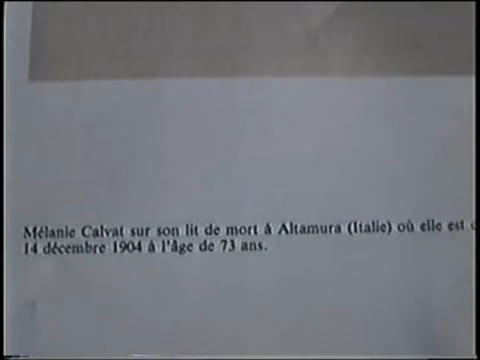 Mélanie Calvat sur son lit de mort à Altamura (Italie) où elle est
14 décembre 1904 à l'âge de 73 ans.